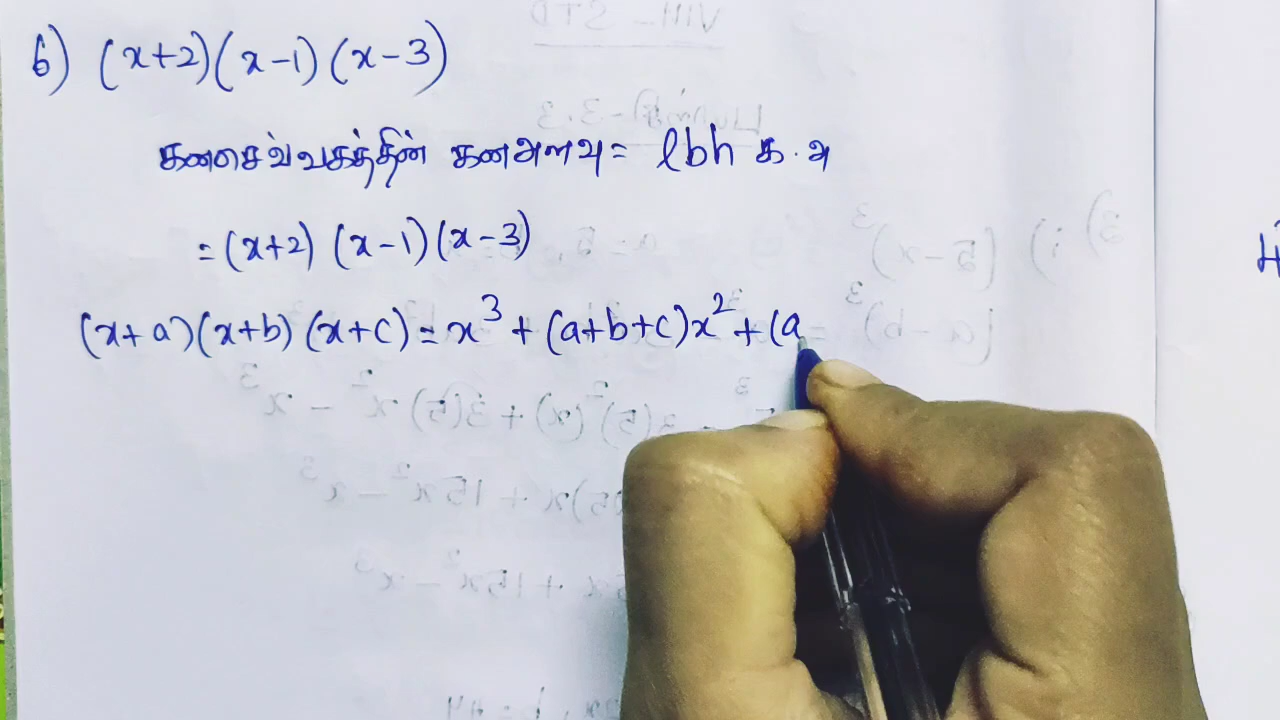 6) (x+2)(x-1)(x-3)
கனசெவ்வகத்தின் கனஅளவு = lbh க.அ
= (x+2) (x-1)(x-3)
(x+a)(x+b)(x+c) = x³ + (a+b+c)x² + (a